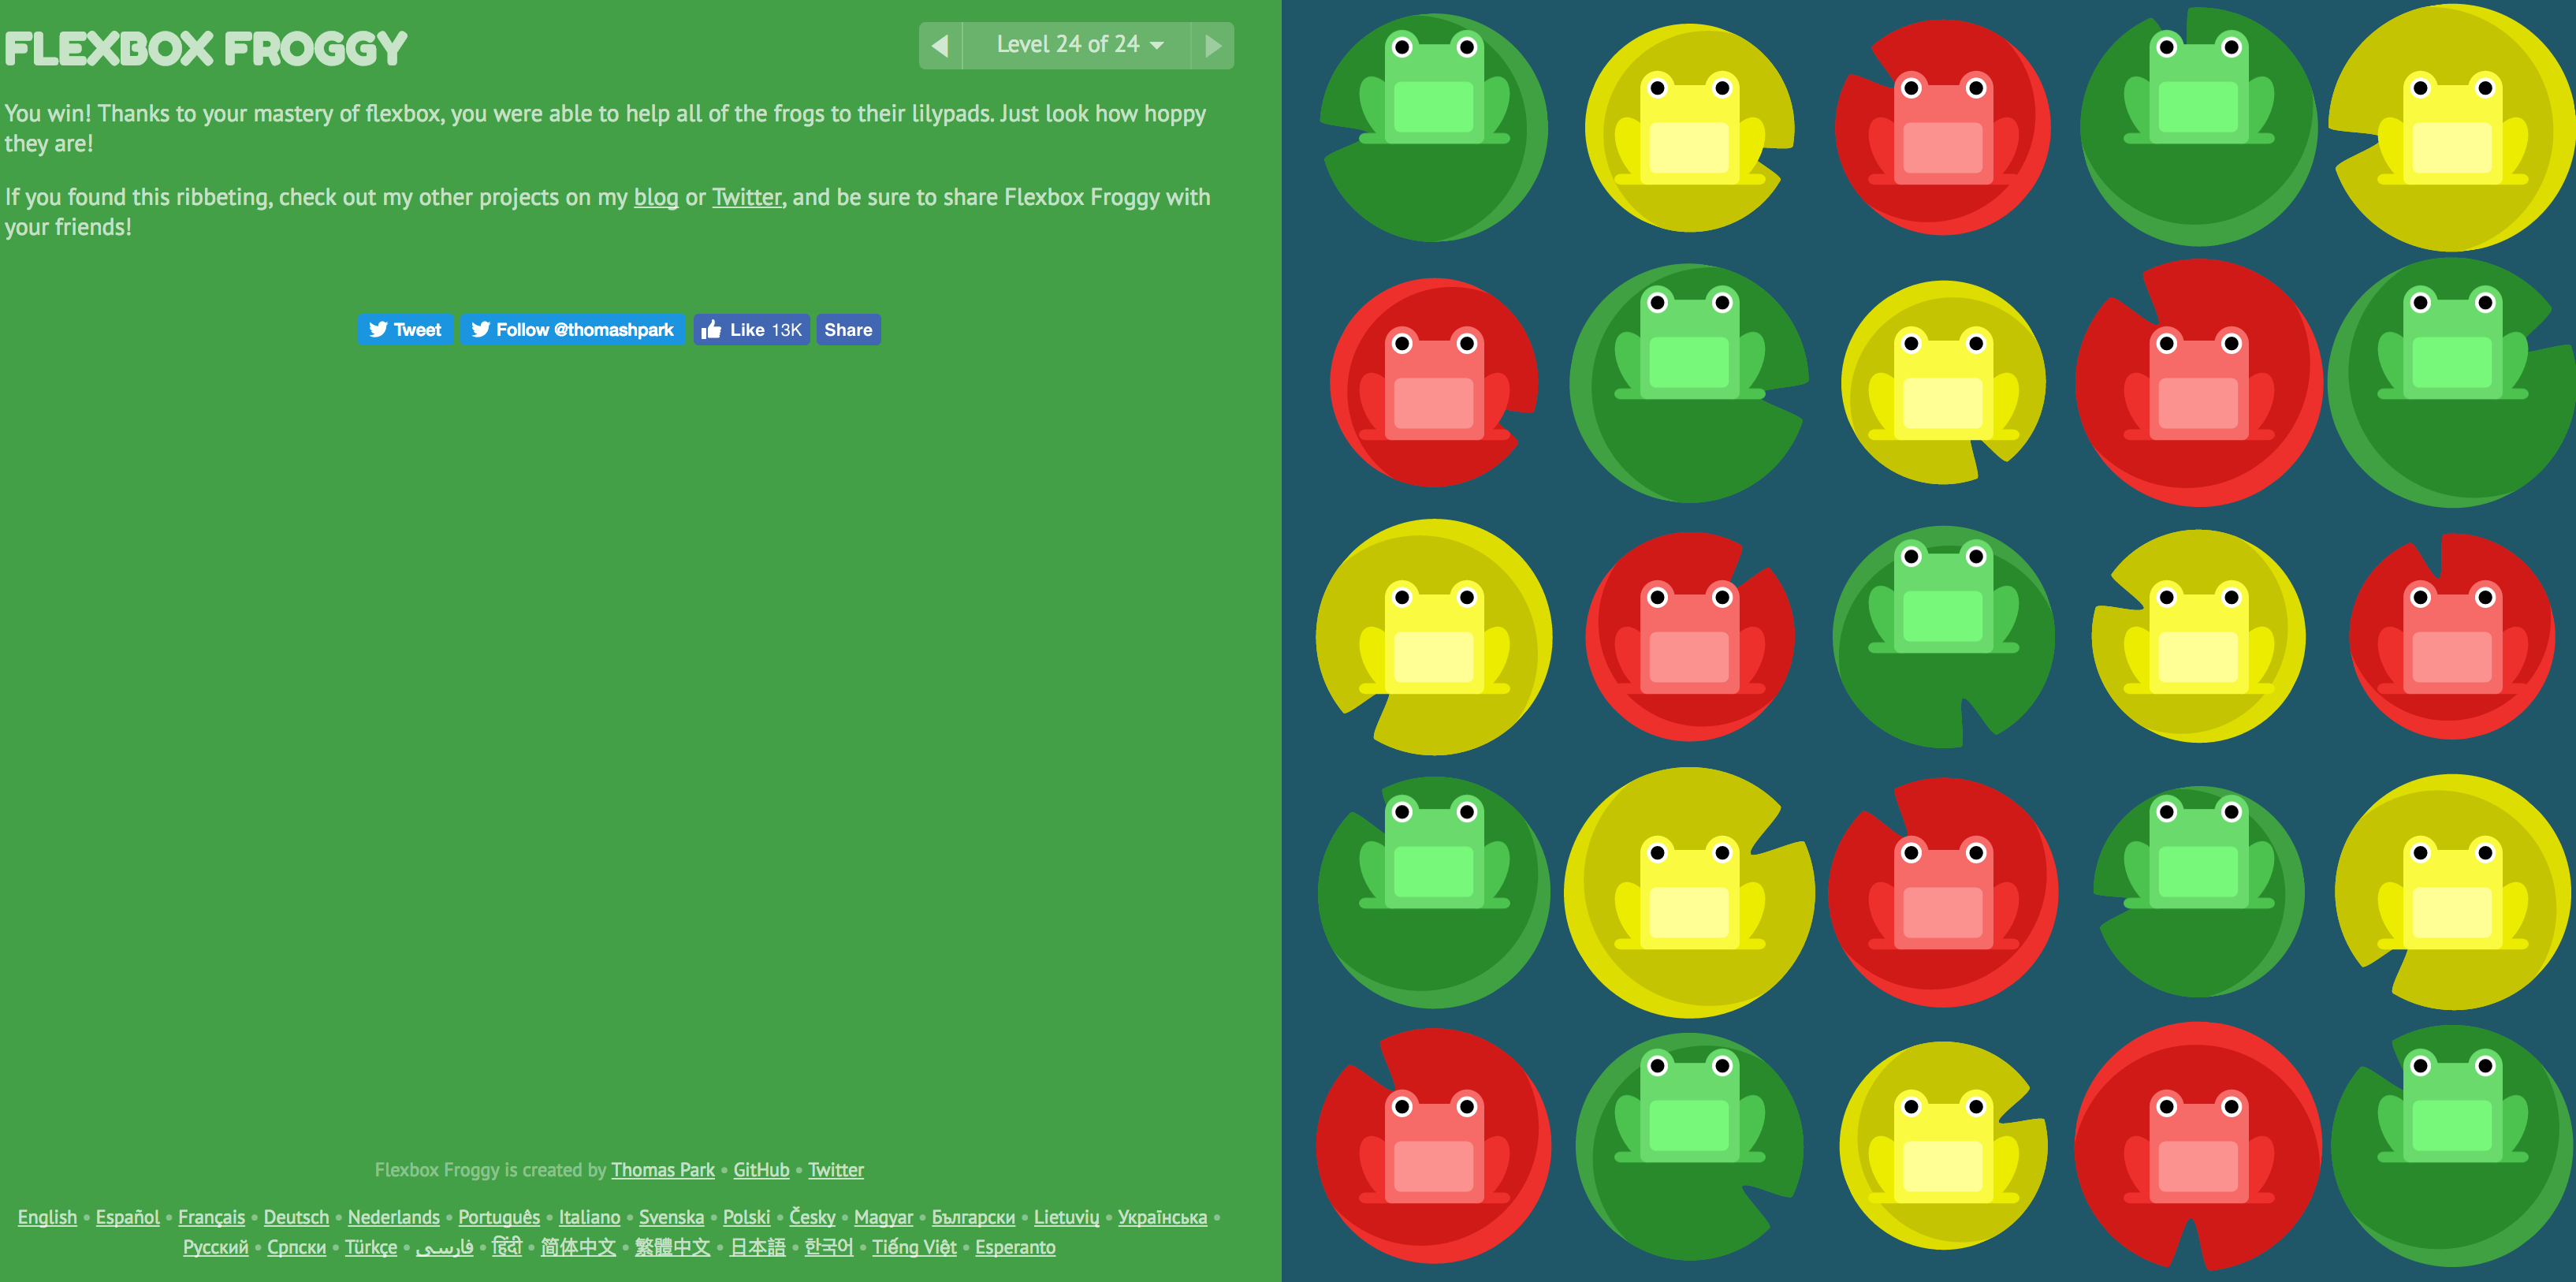 FLEXBOX FROGGY
Level 24 of 24
You win! Thanks to your mastery of flexbox, you were able to help all of the frogs to their lilypads. Just look how hoppy
they are!
If you found this ribbeting, check out my other projects on my blog or Twitter, and be sure to share Flexbox Froggy with
your friends!
Tweet Follow @thomashpark Like 13K Share
Flexbox Froggy is created by Thomas Park • GitHub • Twitter
English • Español • Français • Deutsch • Nederlands • Português • Italiano • Svenska • Polski • Česky • Magyar • Български • Lietuvių • Українська •
Русский • Српски • Türkçe • فارسی • हिंदी • 简体中文 • 繁體中文 • 日本語 • 한국어 • Tiếng Việt • Esperanto